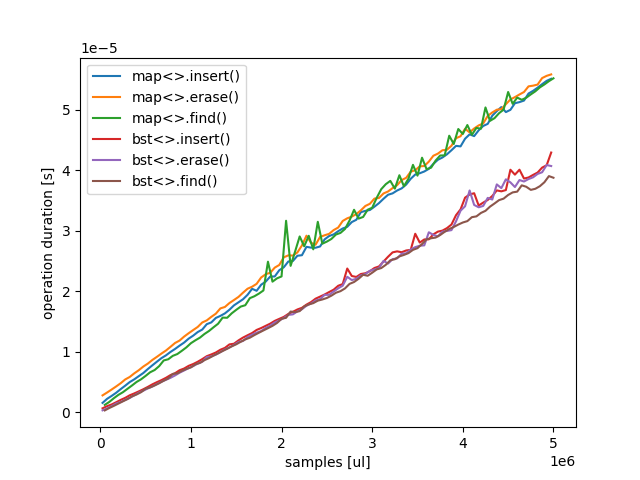 1e−5
map<>.insert()
map<>.erase()
map<>.find()
bst<>.insert()
bst<>.erase()
bst<>.find()
5
4
3
2
1
0
operation duration [s]
0 1 2 3 4 5
samples [ul]
1e6